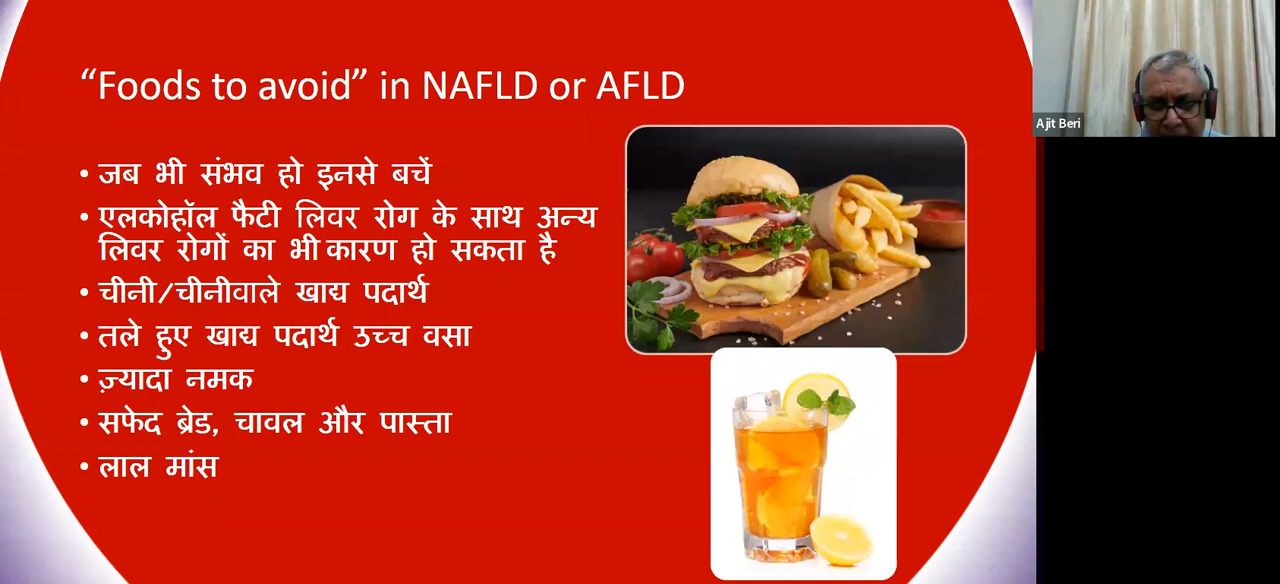 “Foods to avoid” in NAFLD or AFLD
• जब भी संभव हो इनसे बचें
• एलकोहॉल फैटी लिवर रोग के साथ अन्य
लिवर रोगों का भी कारण हो सकता है
• चीनी/चीनीवाले खाद्य पदार्थ
• तले हुए खाद्य पदार्थ उच्च वसा
• ज़्यादा नमक
• सफेद ब्रेड, चावल और पास्ता
• लाल मांस
Ajit Beri